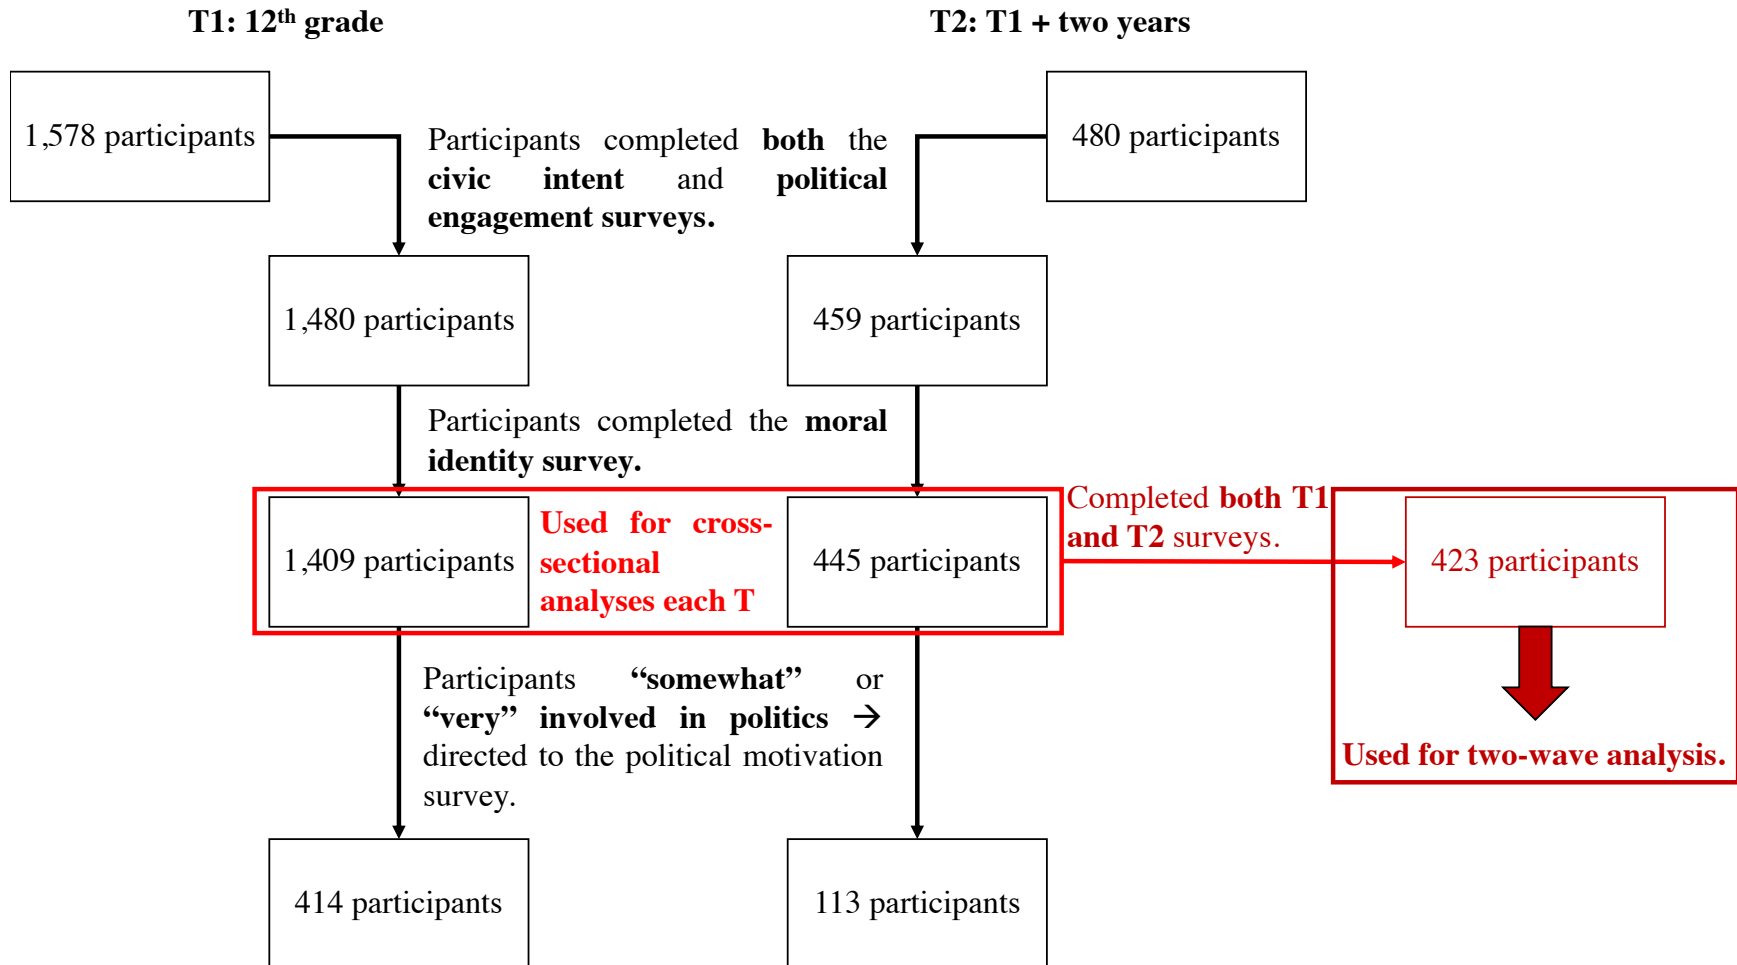 T1: 12th grade
T2: T1 + two years
1,578 participants
Participants completed both the
civic intent and political
engagement surveys.
480 participants
1,480 participants
459 participants
Participants completed the moral
identity survey.
1,409 participants
Used for cross-
sectional
analyses each T
445 participants
Completed both T1
and T2 surveys.
423 participants
Participants “somewhat” or
“very” involved in politics →
directed to the political motivation
survey.
Used for two-wave analysis.
414 participants
113 participants